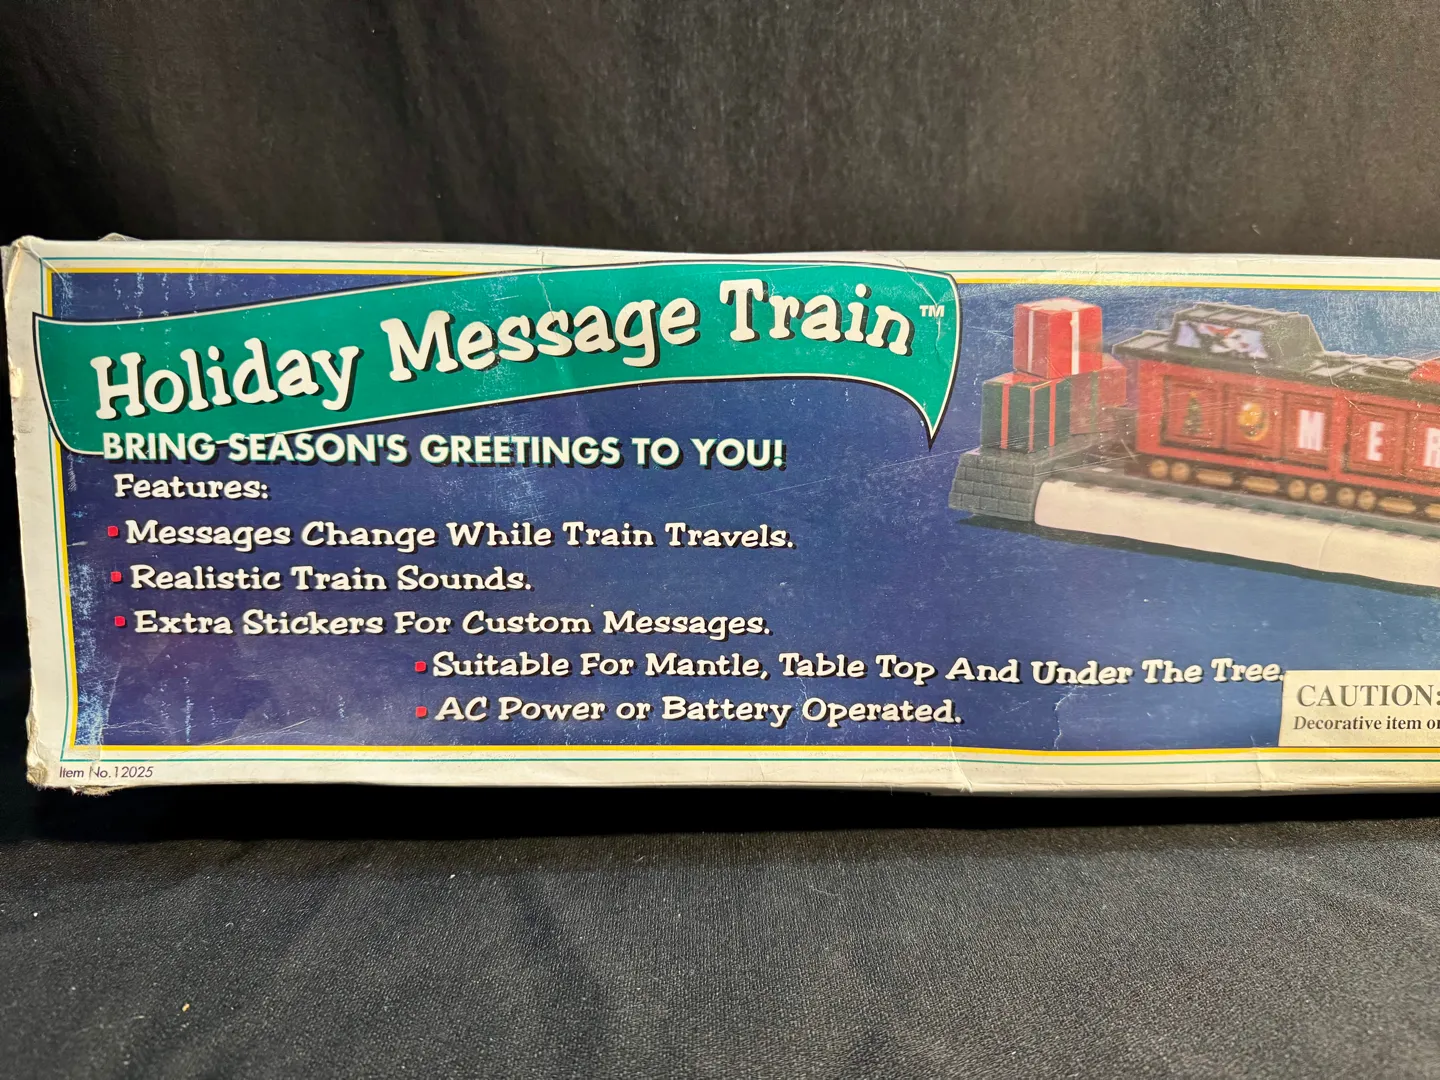 Holiday Message Train™
BRING SEASON'S GREETINGS TO YOU!
Features:
Messages Change While Train Travels.
Realistic Train Sounds.
Extra Stickers For Custom Messages.
Suitable For Mantle, Table Top And Under The Tree.
AC Power or Battery Operated.
M E R
CAUTION:
Decorative item
Item No.12025